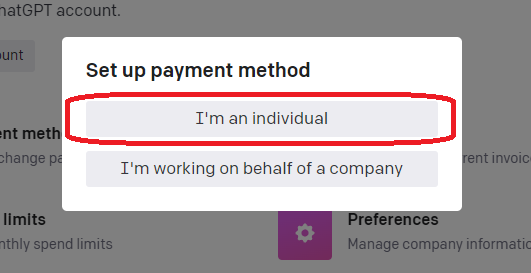 hatGPT account.
ount
Set up payment method
I'm an individual
ent meth
change pa
rent invoic
I'm working on behalf of a company
limits
nthly spend limits
Preferences
Manage company information